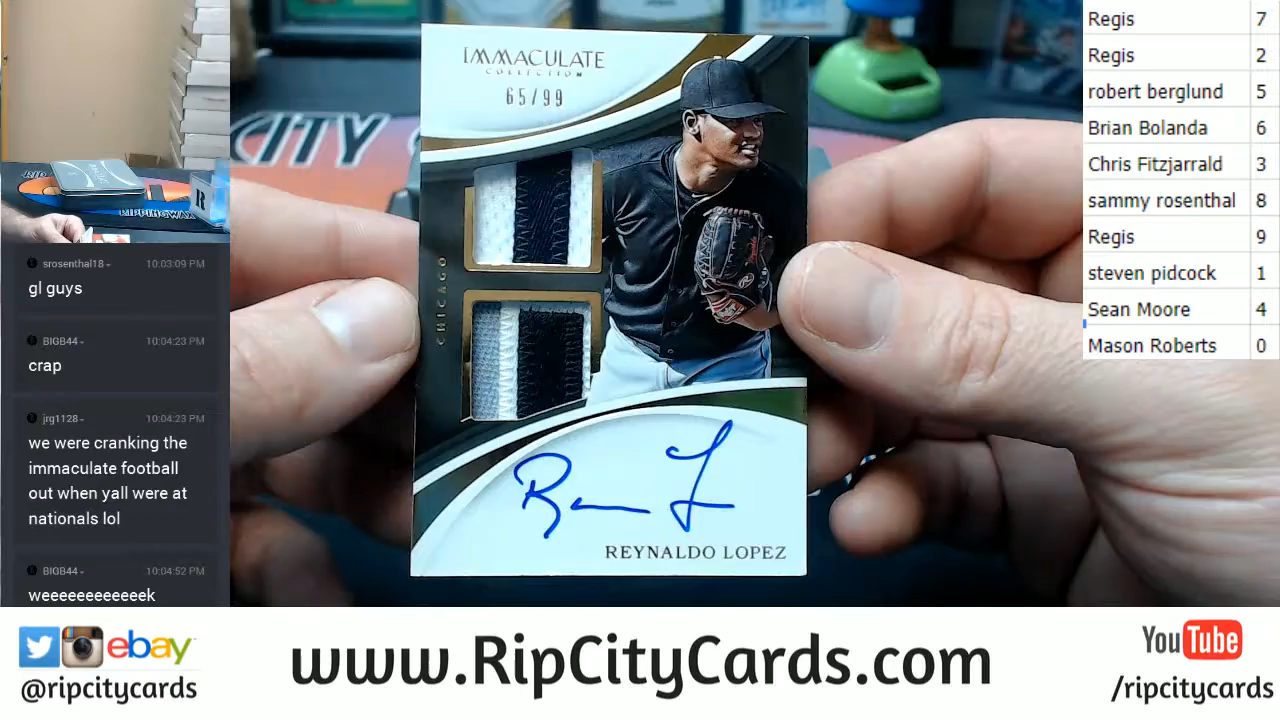 srosenthal18 10:03:09 PM
gl guys
BIGB44 10:04:23 PM
crap
jrg1128 10:04:23 PM
we were cranking the
immaculate football
out when yall were at
nationals lol
BIGB44 10:04:52 PM
weeeeeeeeeeeek
RIPPINGWAX
R
CITY
IMMACULATE
COLLECTION
65/99
CHICAGO
REYNALDO LOPEZ
Regis 7
Regis 2
robert berglund 5
Brian Bolanda 6
Chris Fitzjarrald 3
sammy rosenthal 8
Regis 9
steven pidcock 1
Sean Moore 4
Mason Roberts 0
ebay
@ripcitycards
www.RipCityCards.com
YouTube
/ripcitycards